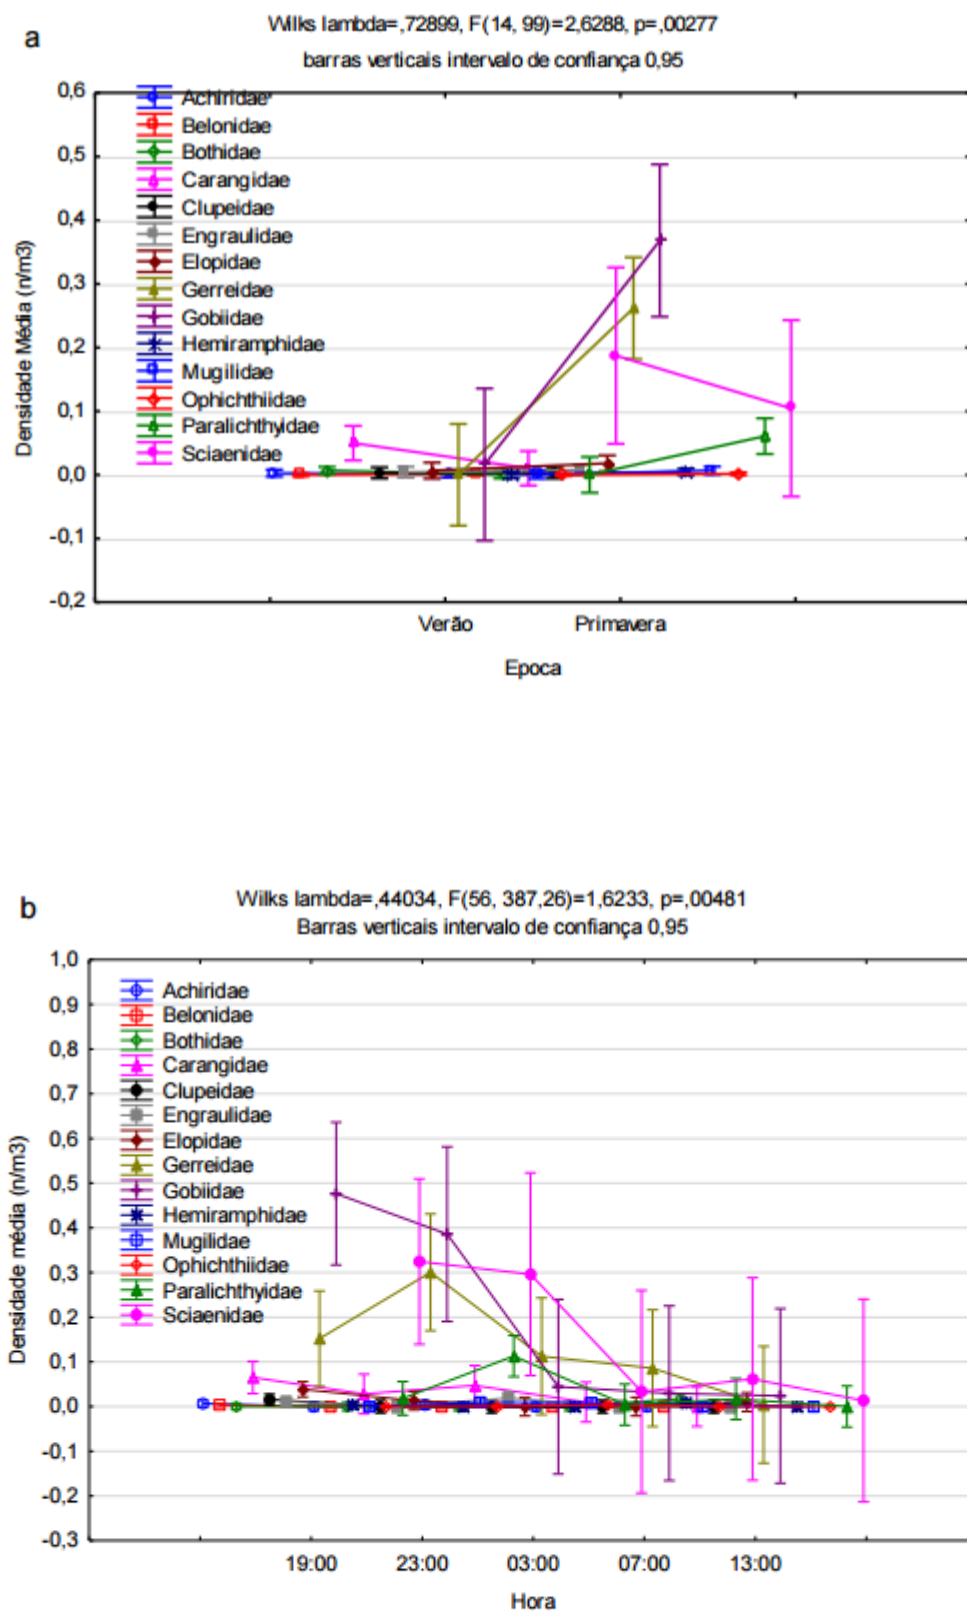 a
Wilks lambda=,72899, F(14, 99)=2,6288, p=,00277
barras verticais intervalo de confiança 0,95
0,6
0,5
0,4
0,3
0,2
0,1
0,0
-0,1
-0,2
Densidade Média (n/m3)
Achiridae
Belonidae
Bothidae
Carangidae
Clupeidae
Engraulidae
Elopidae
Gerreidae
Gobiidae
Hemiramphidae
Mugilidae
Ophichthiidae
Paralichthyidae
Sciaenidae
Verão Primavera
Epoca
b
Wilks lambda=,44034, F(56, 387,26)=1,6233, p=,00481
Barras verticais intervalo de confiança 0,95
1,0
0,9
0,8
0,7
0,6
0,5
0,4
0,3
0,2
0,1
0,0
-0,1
-0,2
-0,3
Densidade média (n/m3)
Achiridae
Belonidae
Bothidae
Carangidae
Clupeidae
Engraulidae
Elopidae
Gerreidae
Gobiidae
Hemiramphidae
Mugilidae
Ophichthiidae
Paralichthyidae
Sciaenidae
19:00 23:00 03:00 07:00 13:00
Hora